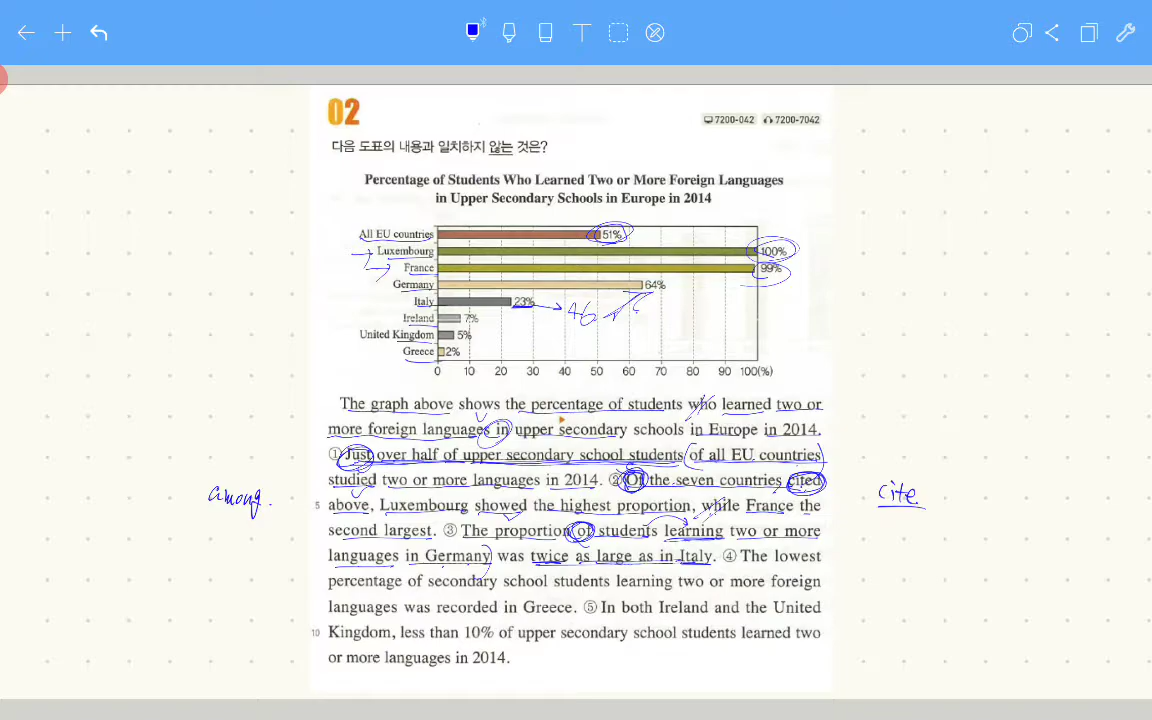 02
7200-042 7200-7042
다음 도표의 내용과 일치하지 않는 것은?
Percentage of Students Who Learned Two or More Foreign Languages
in Upper Secondary Schools in Europe in 2014
All EU countries 51%
Luxembourg 100%
France 99%
Germany 64%
Italy 23% 46
Ireland 7%
United Kingdom 5%
Greece 2%
0 10 20 30 40 50 60 70 80 90 100(%)
The graph above shows the percentage of students who learned two or
more foreign languages in upper secondary schools in Europe in 2014.
① Just over half of upper secondary school students of all EU countries
studied two or more languages in 2014. ② Of the seven countries cited
among. cite
5 above, Luxembourg showed the highest proportion, while France the
second largest. ③ The proportion of students learning two or more
languages in Germany was twice as large as in Italy. ④ The lowest
percentage of secondary school students learning two or more foreign
languages was recorded in Greece. ⑤ In both Ireland and the United
10 Kingdom, less than 10% of upper secondary school students learned two
or more languages in 2014.